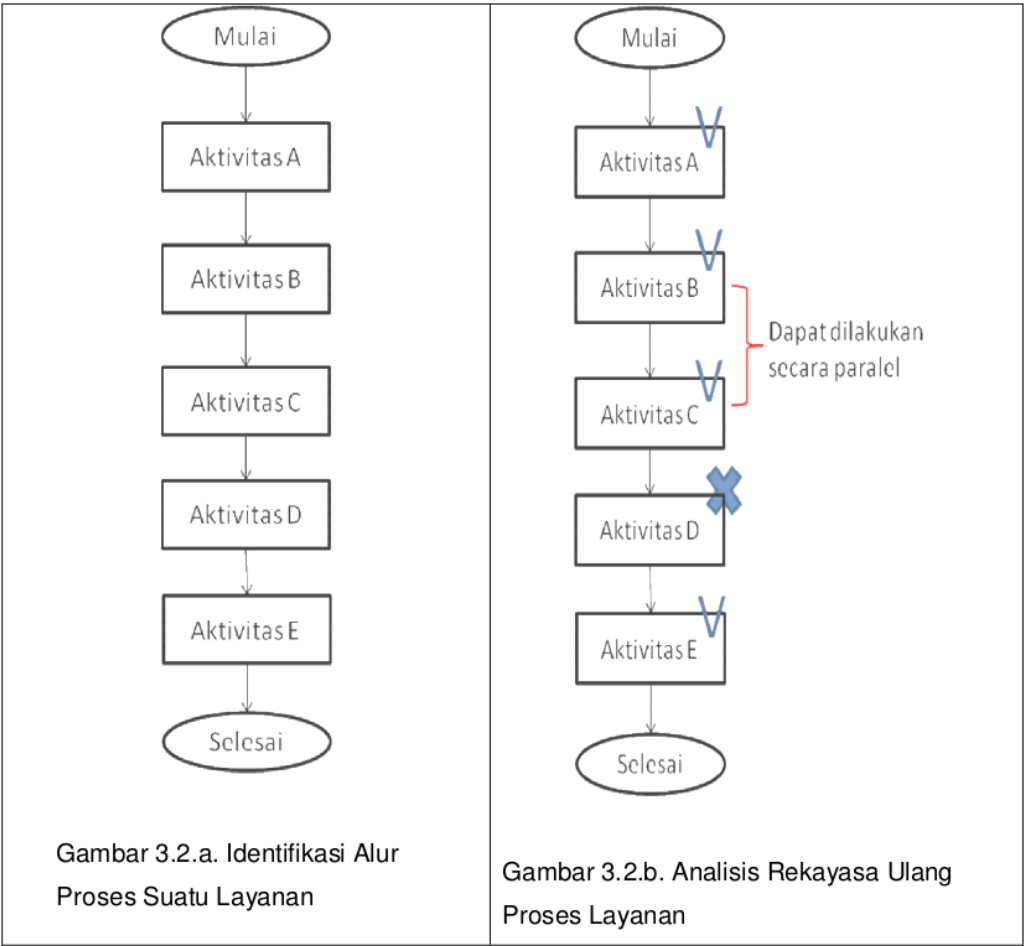 Mulai
Aktivitas A
Aktivitas B
Aktivitas C
Aktivitas D
Aktivitas E
Selesai
Gambar 3.2.a. Identifikasi Alur
Proses Suatu Layanan
Mulai
V
Aktivitas A
V
Aktivitas B
Dapat dilakukan
secara paralel
V
Aktivitas C
Aktivitas D
V
Aktivitas E
Selesai
Gambar 3.2.b. Analisis Rekayasa Ulang
Proses Layanan